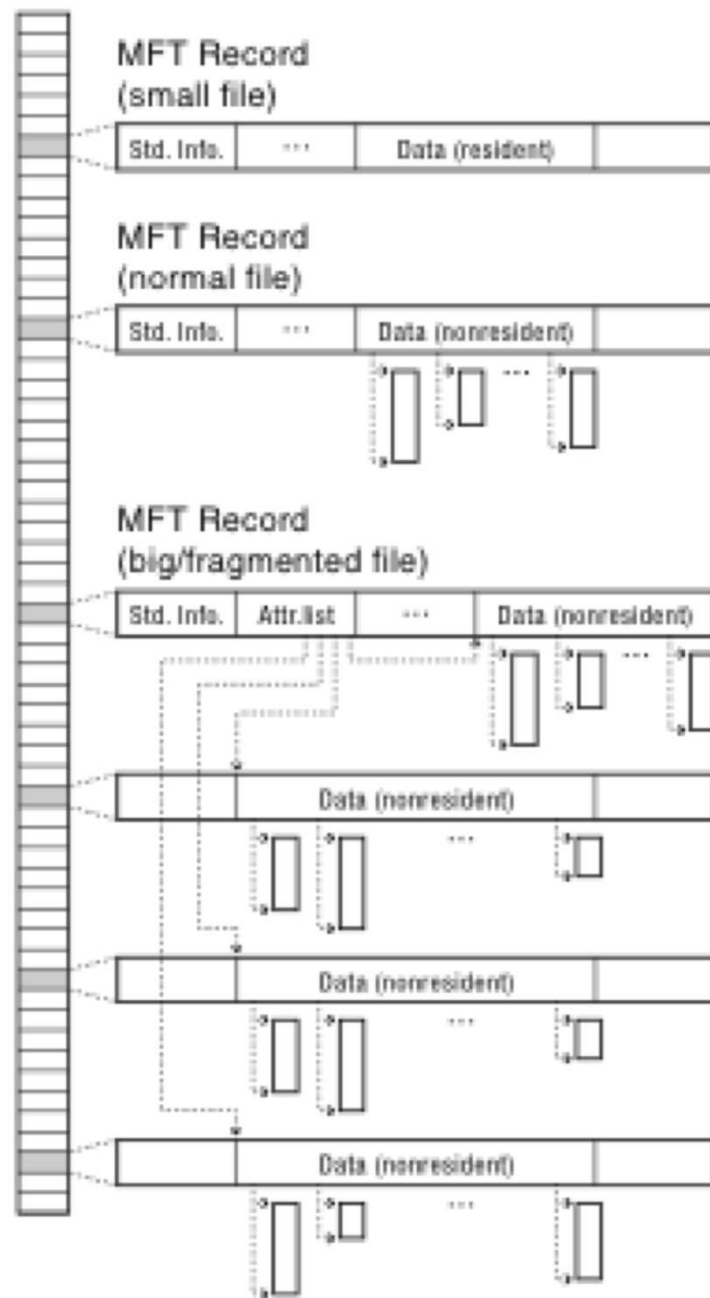 MFT Record
(small file)
Std. Info. ... Data (resident)
MFT Record
(normal file)
Std. Info. ... Data (nonresident)
...
MFT Record
(big/fragmented file)
Std. Info. Attr.list ... Data (nonresident)
...
Data (nonresident)
...
Data (nonresident)
...
Data (nonresident)
...